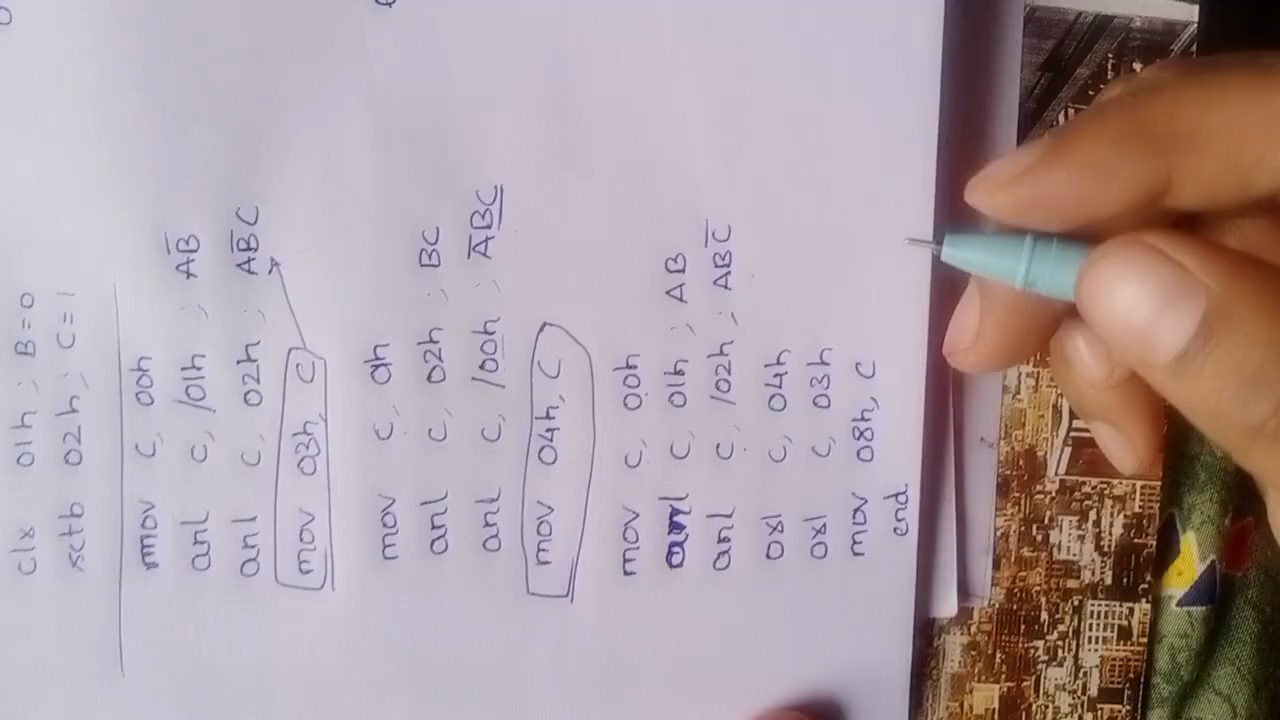 clr 01h ; B=0
setb 02h ; C=1
mov C, 00h
anl C, /01h ; AB̅
anl C, 02h ; AB̅C
mov 03h, C
mov C, 01h
anl C, 02h ; BC
anl C, /00h ; A̅BC
mov 04h, C
mov C, 00h
anl C, 01h ; AB
anl C, /02h ; ABC̅
orl C, 04h
orl C, 03h
mov 08h, C
end